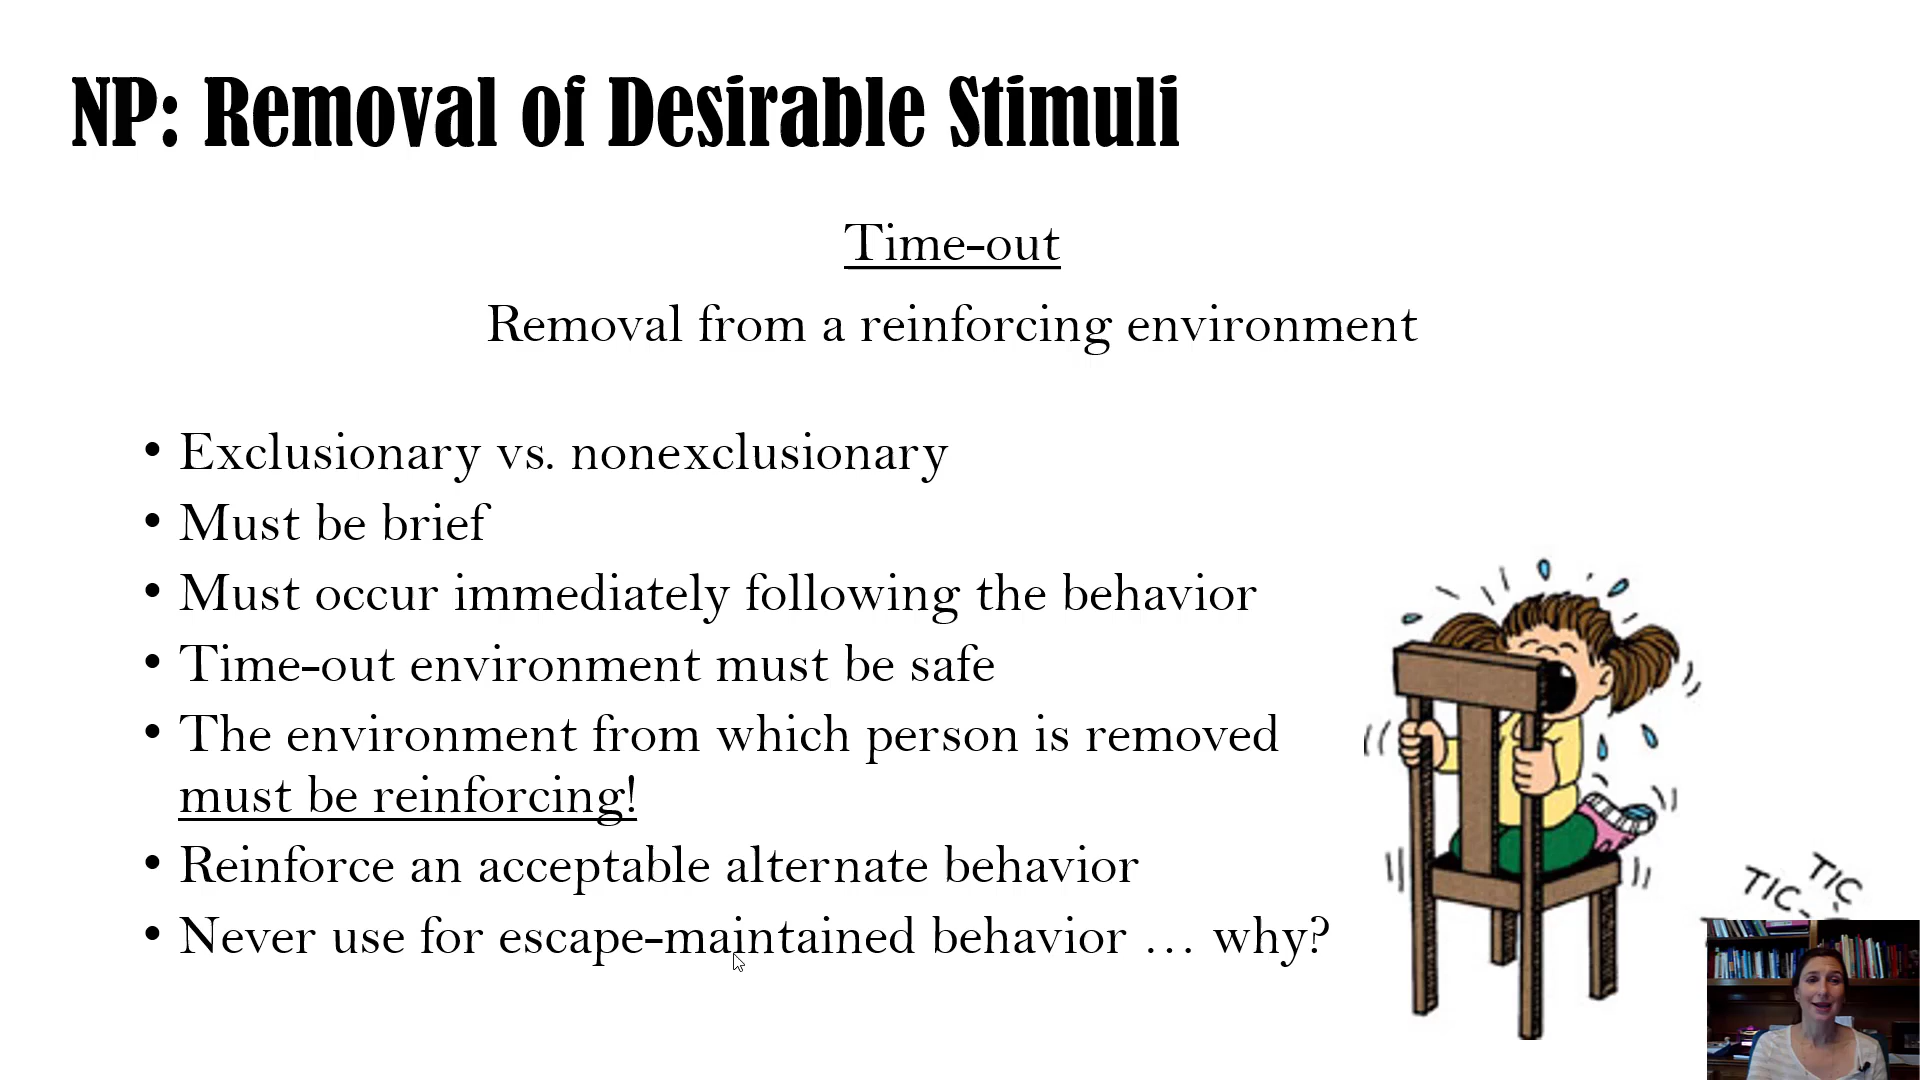 NP: Removal of Desirable Stimuli
Time-out
Removal from a reinforcing environment
• Exclusionary vs. nonexclusionary
• Must be brief
• Must occur immediately following the behavior
• Time-out environment must be safe
• The environment from which person is removed
must be reinforcing!
• Reinforce an acceptable alternate behavior
• Never use for escape-maintained behavior … why?
TIC
TIC-